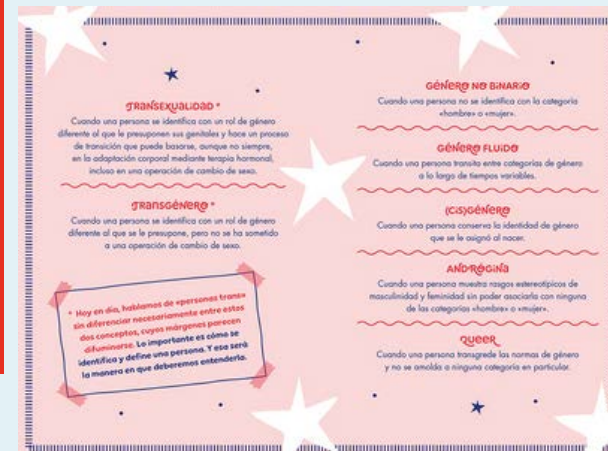 TRANSEXUALIDAD *
Cuando una persona se identifica con un rol de género
diferente al que le presuponen sus genitales y hace un proceso
de transición que puede basarse, aunque no siempre,
en la adaptación corporal mediante terapia hormonal,
incluso en una operación de cambio de sexo.
TRANSGÉNERO *
Cuando una persona se identifica con un rol de género
diferente al que se le presupone, pero no se ha sometido
a una operación de cambio de sexo.
* Hoy en día, hablamos de «personas trans»
sin diferenciar necesariamente entre estos
dos conceptos, cuyos márgenes parecen
difuminarse. Lo importante es cómo se
identifica y define una persona. Y esa será
la manera en que deberemos entenderla.
GÉNERO NO BINARIO
Cuando una persona no se identifica con la categoría
«hombre» o «mujer».
GÉNERO FLUIDO
Cuando una persona transita entre categorías de género
a lo largo de tiempos variables.
(CIS)GÉNERO
Cuando una persona conserva la identidad de género
que se le asignó al nacer.
ANDRÓGINA
Cuando una persona muestra rasgos estereotípicos de
masculinidad y feminidad sin poder asociarla con ninguna
de las categorías «hombre» o «mujer».
QUEER
Cuando una persona transgrede las normas de género
y no se amolda a ninguna categoría en particular.